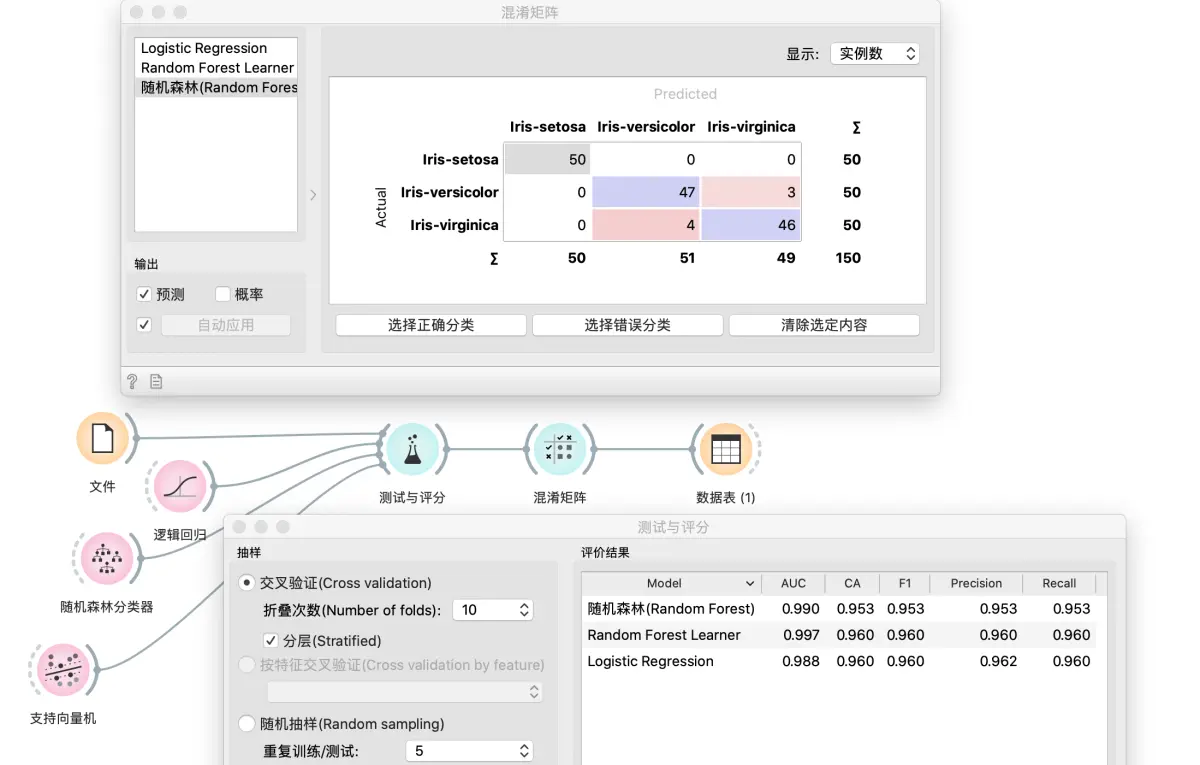 混淆矩阵
Logistic Regression
Random Forest Learner
随机森林(Random Fores
显示: 实例数
Predicted
Iris-setosa Iris-versicolor Iris-virginica Σ
Iris-setosa 50 0 0 50
Actual
Iris-versicolor 0 47 3 50
Iris-virginica 0 4 46 50
Σ 50 51 49 150
输出
预测 概率
自动应用
选择正确分类 选择错误分类 清除选定内容
?
文件
逻辑回归
随机森林分类器
支持向量机
测试与评分
混淆矩阵
数据表 (1)
测试与评分
抽样
交叉验证(Cross validation)
折叠次数(Number of folds): 10
分层(Stratified)
按特征交叉验证(Cross validation by feature)
随机抽样(Random sampling)
重复训练/测试: 5
评价结果
Model AUC CA F1 Precision Recall
随机森林(Random Forest) 0.990 0.953 0.953 0.953 0.953
Random Forest Learner 0.997 0.960 0.960 0.960 0.960
Logistic Regression 0.988 0.960 0.960 0.962 0.960